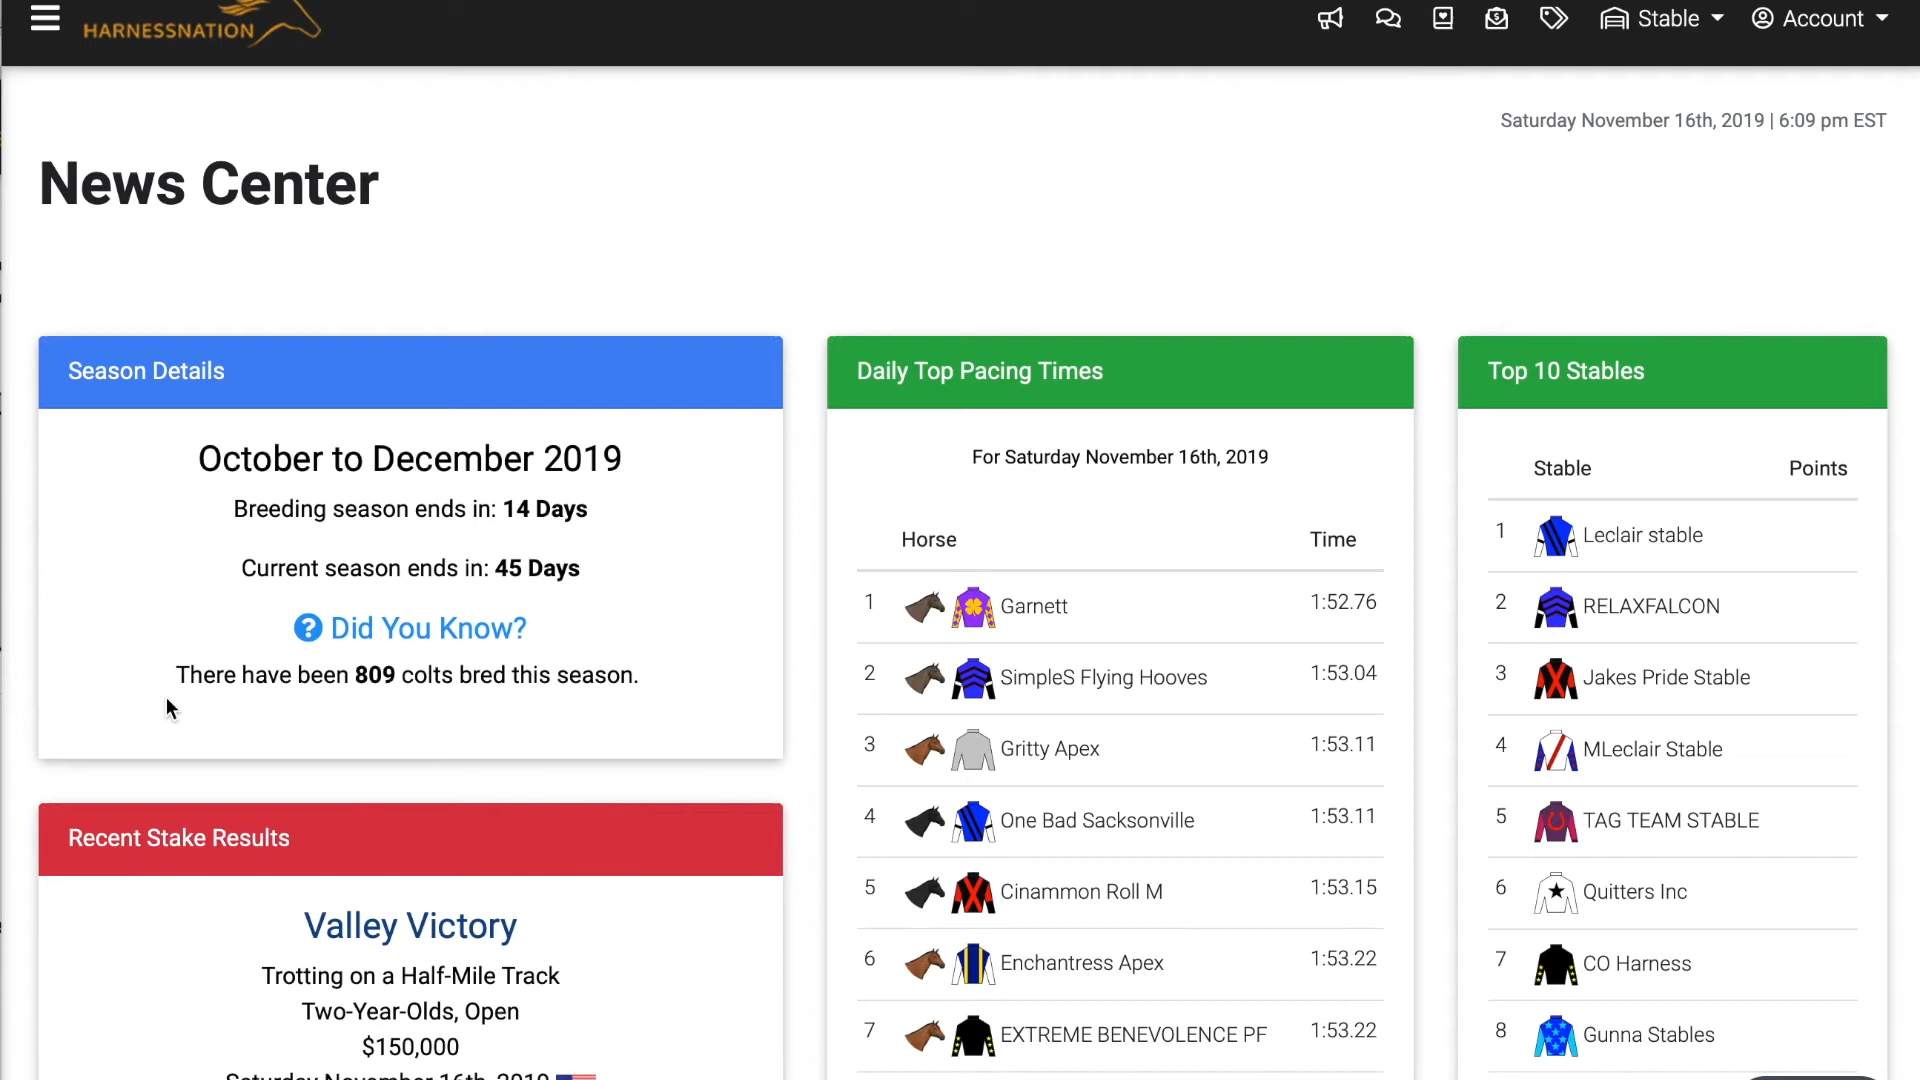 HARNESSNATION
Stable
Account
Saturday November 16th, 2019 | 6:09 pm EST
News Center
Season Details
October to December 2019
Breeding season ends in: 14 Days
Current season ends in: 45 Days
Did You Know?
There have been 809 colts bred this season.
Recent Stake Results
Valley Victory
Trotting on a Half-Mile Track
Two-Year-Olds, Open
$150,000
Saturday November 16th, 2019
Daily Top Pacing Times
For Saturday November 16th, 2019
Horse Time
1 Garnett 1:52.76
2 SimpleS Flying Hooves 1:53.04
3 Gritty Apex 1:53.11
4 One Bad Sacksonville 1:53.11
5 Cinammon Roll M 1:53.15
6 Enchantress Apex 1:53.22
7 EXTREME BENEVOLENCE PF 1:53.22
Top 10 Stables
Stable Points
1 Leclair stable
2 RELAXFALCON
3 Jakes Pride Stable
4 MLeclair Stable
5 TAG TEAM STABLE
6 Quitters Inc
7 CO Harness
8 Gunna Stables